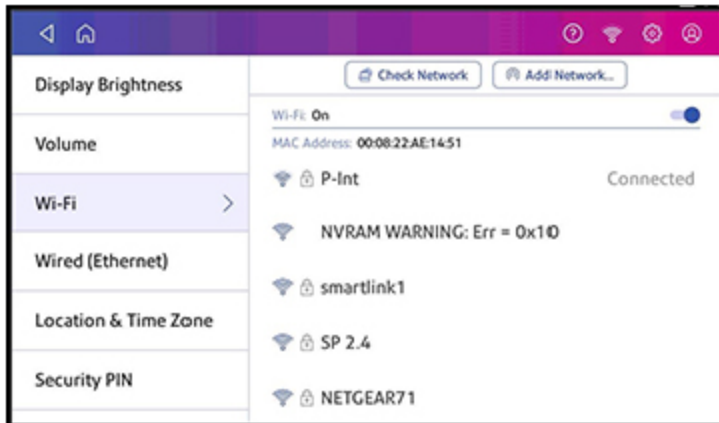 Check Network
Add Network...
Display Brightness
Volume
Wi-Fi
Wired (Ethernet)
Location & Time Zone
Security PIN
Wi-Fi: On
MAC Address: 00:08:22:AE:14:51
P-Int
Connected
NVRAM WARNING: Err = 0x10
smartlink1
SP 2.4
NETGEAR71